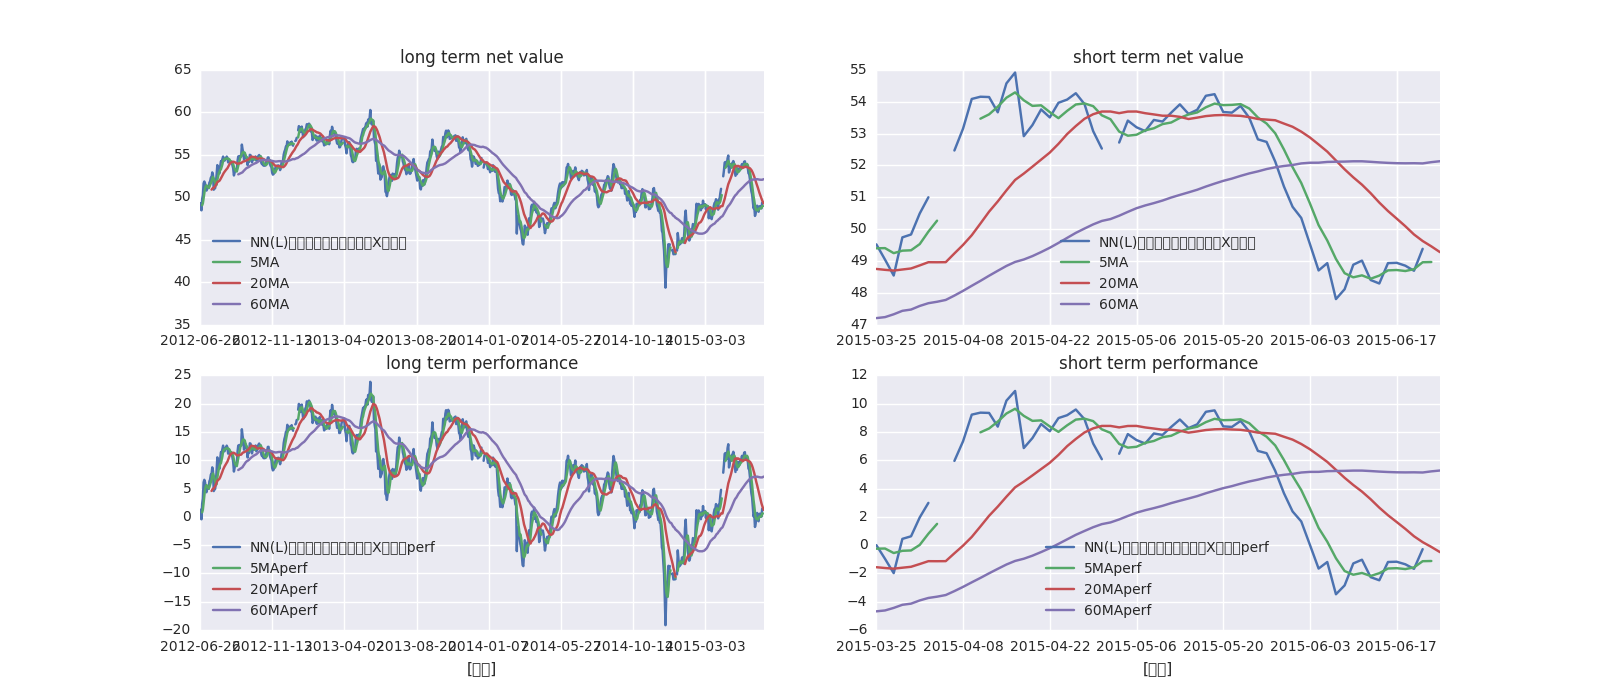 long term net value
65
60
55
50
45
40
35
NN(L)□□□□□□□□□□X□□□
5MA
20MA
60MA
2012-06-26 2012-11-13 2013-04-02 2013-08-20 2014-01-07 2014-05-27 2014-10-14 2015-03-03
short term net value
55
54
53
52
51
50
49
48
47
NN(L)□□□□□□□□□□X□□□
5MA
20MA
60MA
2015-03-25 2015-04-08 2015-04-22 2015-05-06 2015-05-20 2015-06-03 2015-06-17
long term performance
25
20
15
10
5
0
−5
−10
−15
−20
NN(L)□□□□□□□□□□X□□□perf
5MAperf
20MAperf
60MAperf
2012-06-26 2012-11-13 2013-04-02 2013-08-20 2014-01-07 2014-05-27 2014-10-14 2015-03-03
[□□]
short term performance
12
10
8
6
4
2
0
−2
−4
−6
NN(L)□□□□□□□□□□X□□□perf
5MAperf
20MAperf
60MAperf
2015-03-25 2015-04-08 2015-04-22 2015-05-06 2015-05-20 2015-06-03 2015-06-17
[□□]